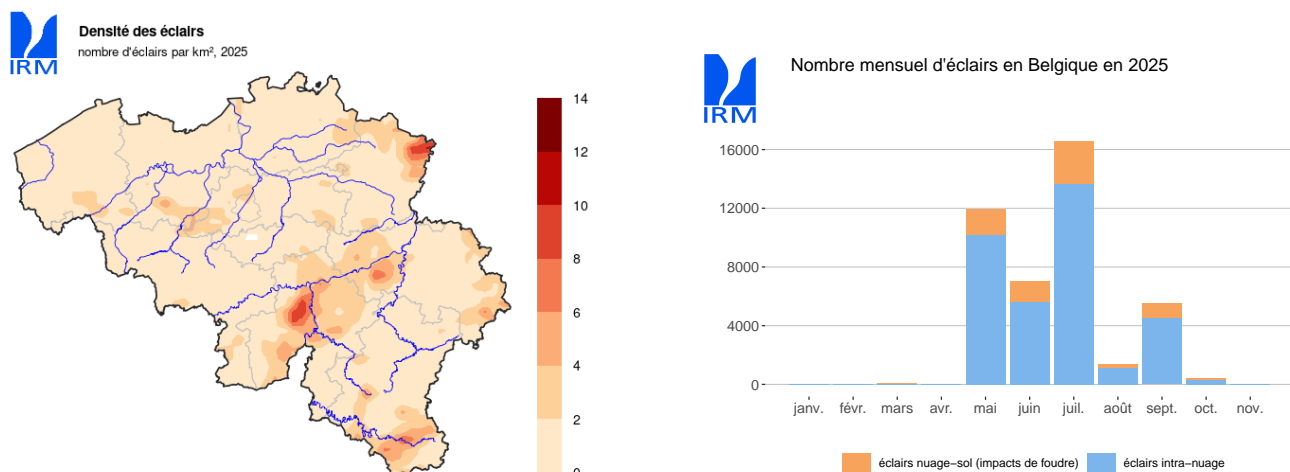 IRM
Densité des éclairs
nombre d'éclairs par km², 2025
14
12
10
8
6
4
2
0
IRM
Nombre mensuel d'éclairs en Belgique en 2025
16000
12000
8000
4000
0
janv. févr. mars avr. mai juin juil. août sept. oct. nov.
éclairs nuage−sol (impacts de foudre) éclairs intra−nuage